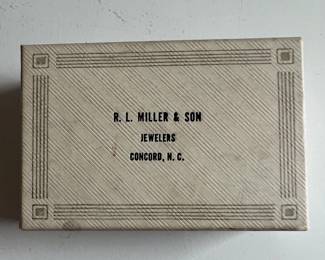 R. L. MILLER & SON
JEWELERS
CONCORD, N. C.